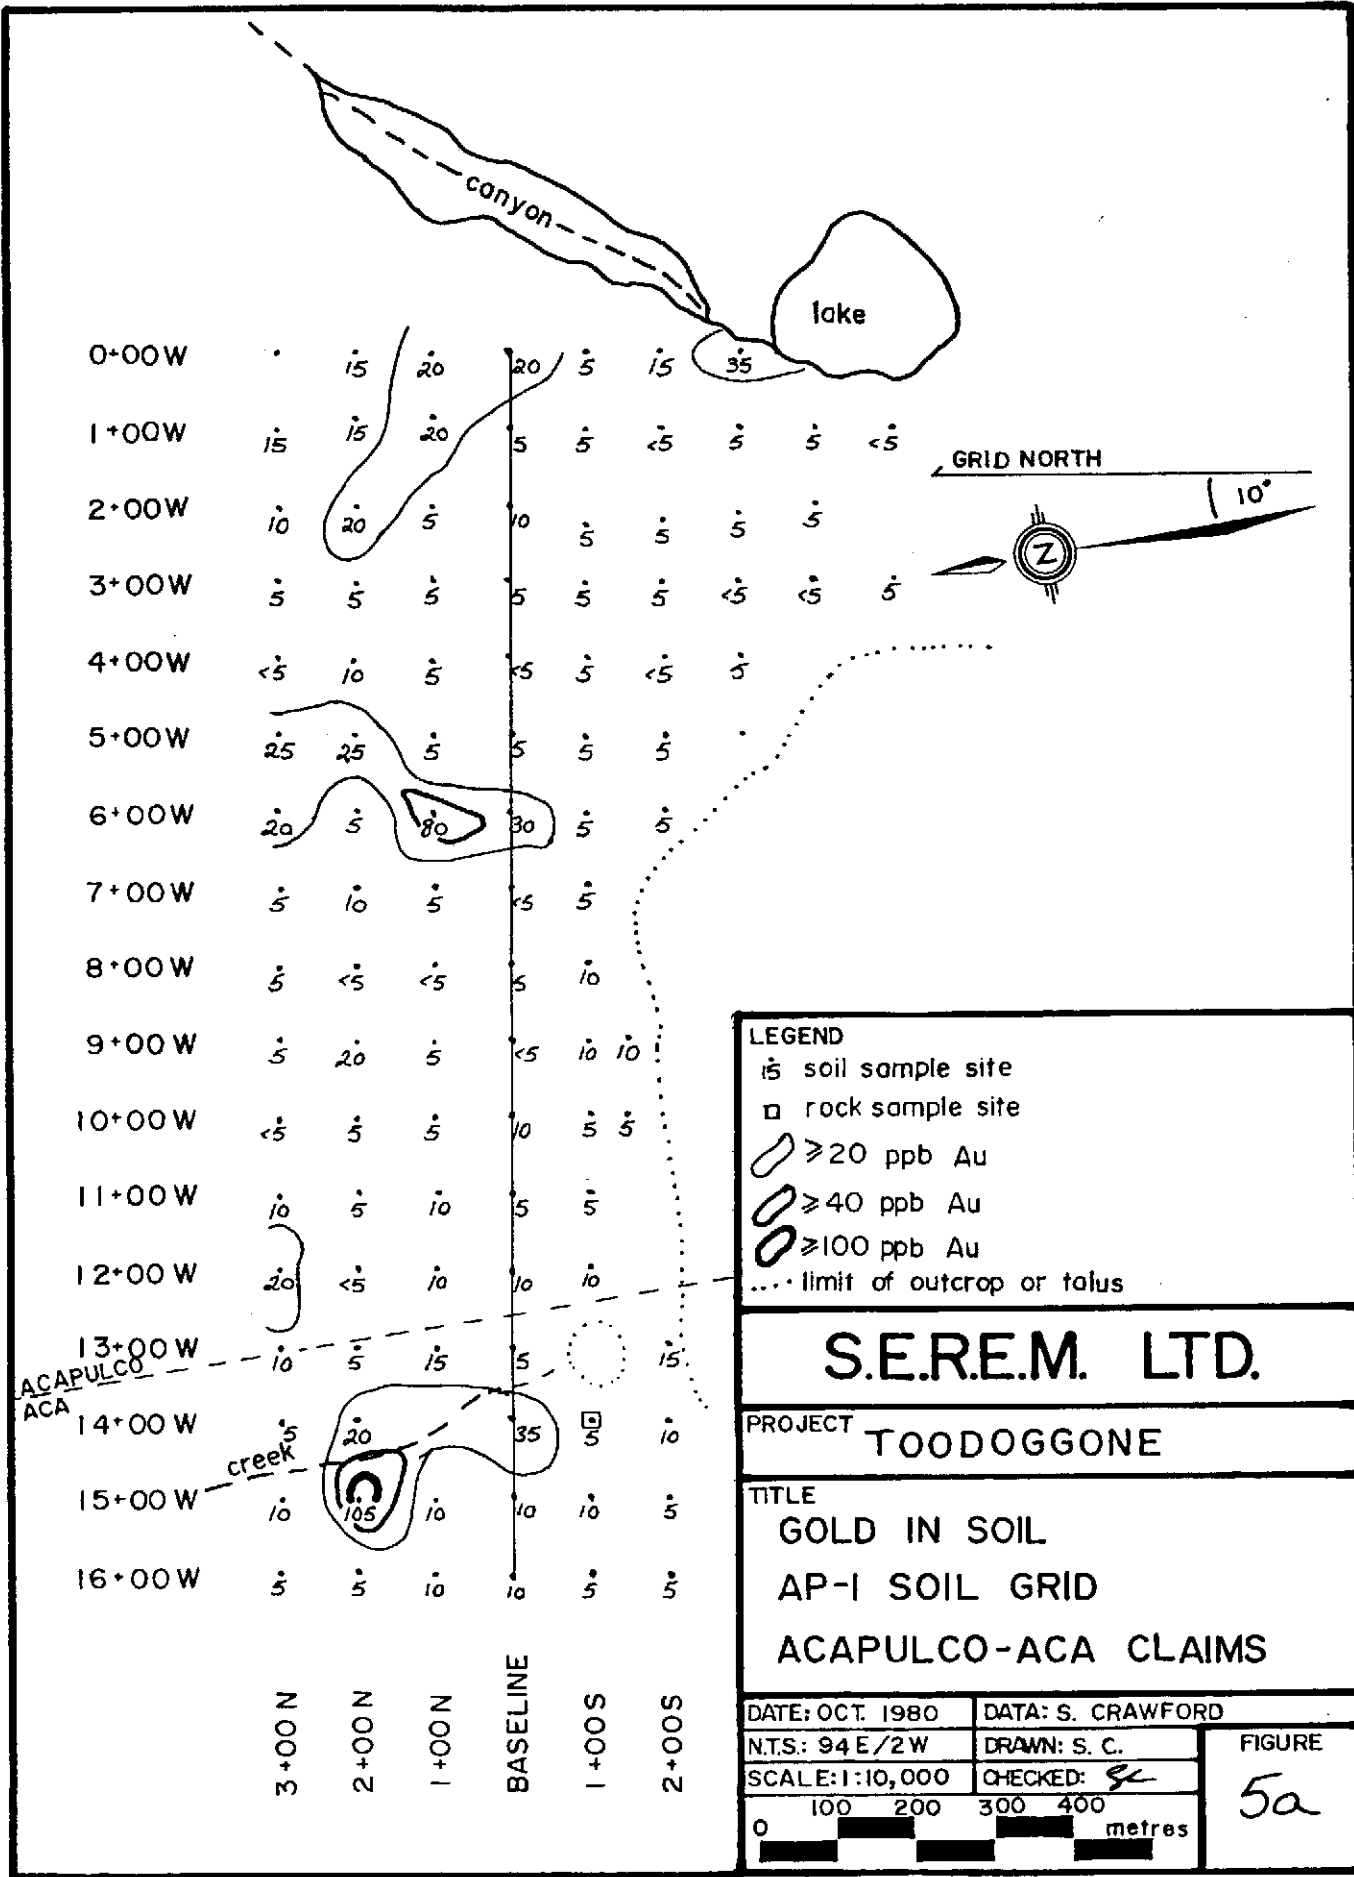 canyon
lake
0+00W 15 20 20 5 15 35
1+00W 15 15 20 5 5 <5 5 5 <5
GRID NORTH
10°
2+00W 10 20 5 10 5 5 5 5
Z
3+00W 5 5 5 5 5 5 <5 <5 5
4+00W <5 10 5 <5 5 <5 5
5+00W 25 25 5 5 5 5
6+00W 20 5 80 30 5 5
7+00W 5 10 5 <5 5
8+00W 5 <5 <5 5 10
9+00W 5 20 5 <5 10 10
10+00W <5 5 5 10 5 5
11+00W 10 5 10 5 5
12+00W 20 <5 10 10 10
13+00W 10 5 15 5 15
ACAPULCO
ACA
14+00W 5 20 35 5 10
creek
15+00W 10 105 10 10 10 5
16+00W 5 5 10 10 5 5
3+00N 2+00N 1+00N BASELINE 1+00S 2+00S
LEGEND
15 soil sample site
rock sample site
≥20 ppb Au
≥40 ppb Au
≥100 ppb Au
.... limit of outcrop or talus
S.E.R.E.M. LTD.
PROJECT TOODOGGONE
TITLE
GOLD IN SOIL
AP-1 SOIL GRID
ACAPULCO-ACA CLAIMS
DATE: OCT. 1980 DATA: S. CRAWFORD
N.T.S.: 94E/2W DRAWN: S. C.
SCALE: 1:10,000 CHECKED: SC
FIGURE
5a
0 100 200 300 400 metres